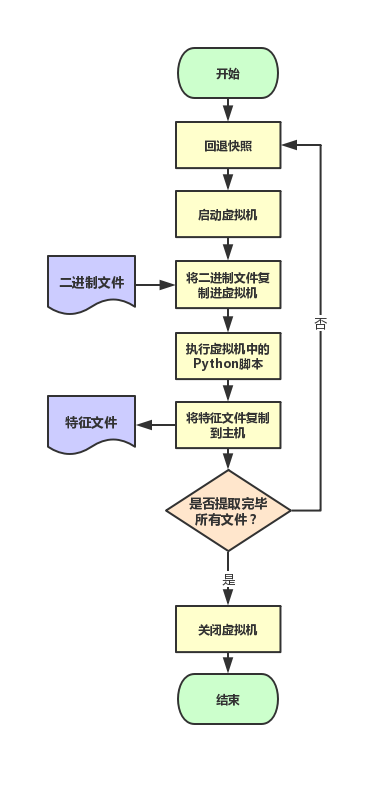 开始
回退快照
启动虚拟机
二进制文件
将二进制文件复
制进虚拟机
否
执行虚拟机中的
Python脚本
特征文件
将特征文件复制
到主机
是否提取完毕
所有文件？
是
关闭虚拟机
结束